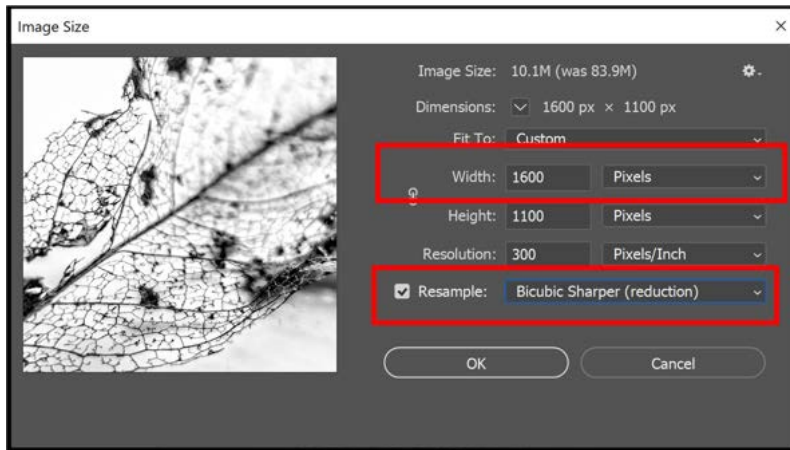 Image Size
Image Size: 10.1M (was 83.9M)
Dimensions: 1600 px × 1100 px
Fit To: Custom
Width: 1600 Pixels
Height: 1100 Pixels
Resolution: 300 Pixels/Inch
Resample: Bicubic Sharper (reduction)
OK Cancel